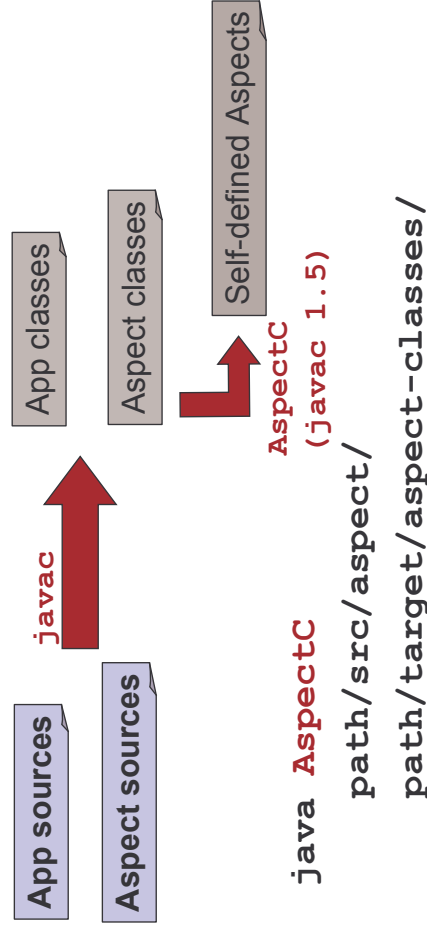 App sources
Aspect sources
javac
App classes
Aspect classes
AspectC
(javac 1.5)
Self-defined Aspects
java AspectC
path/src/aspect/
path/target/aspect-classes/